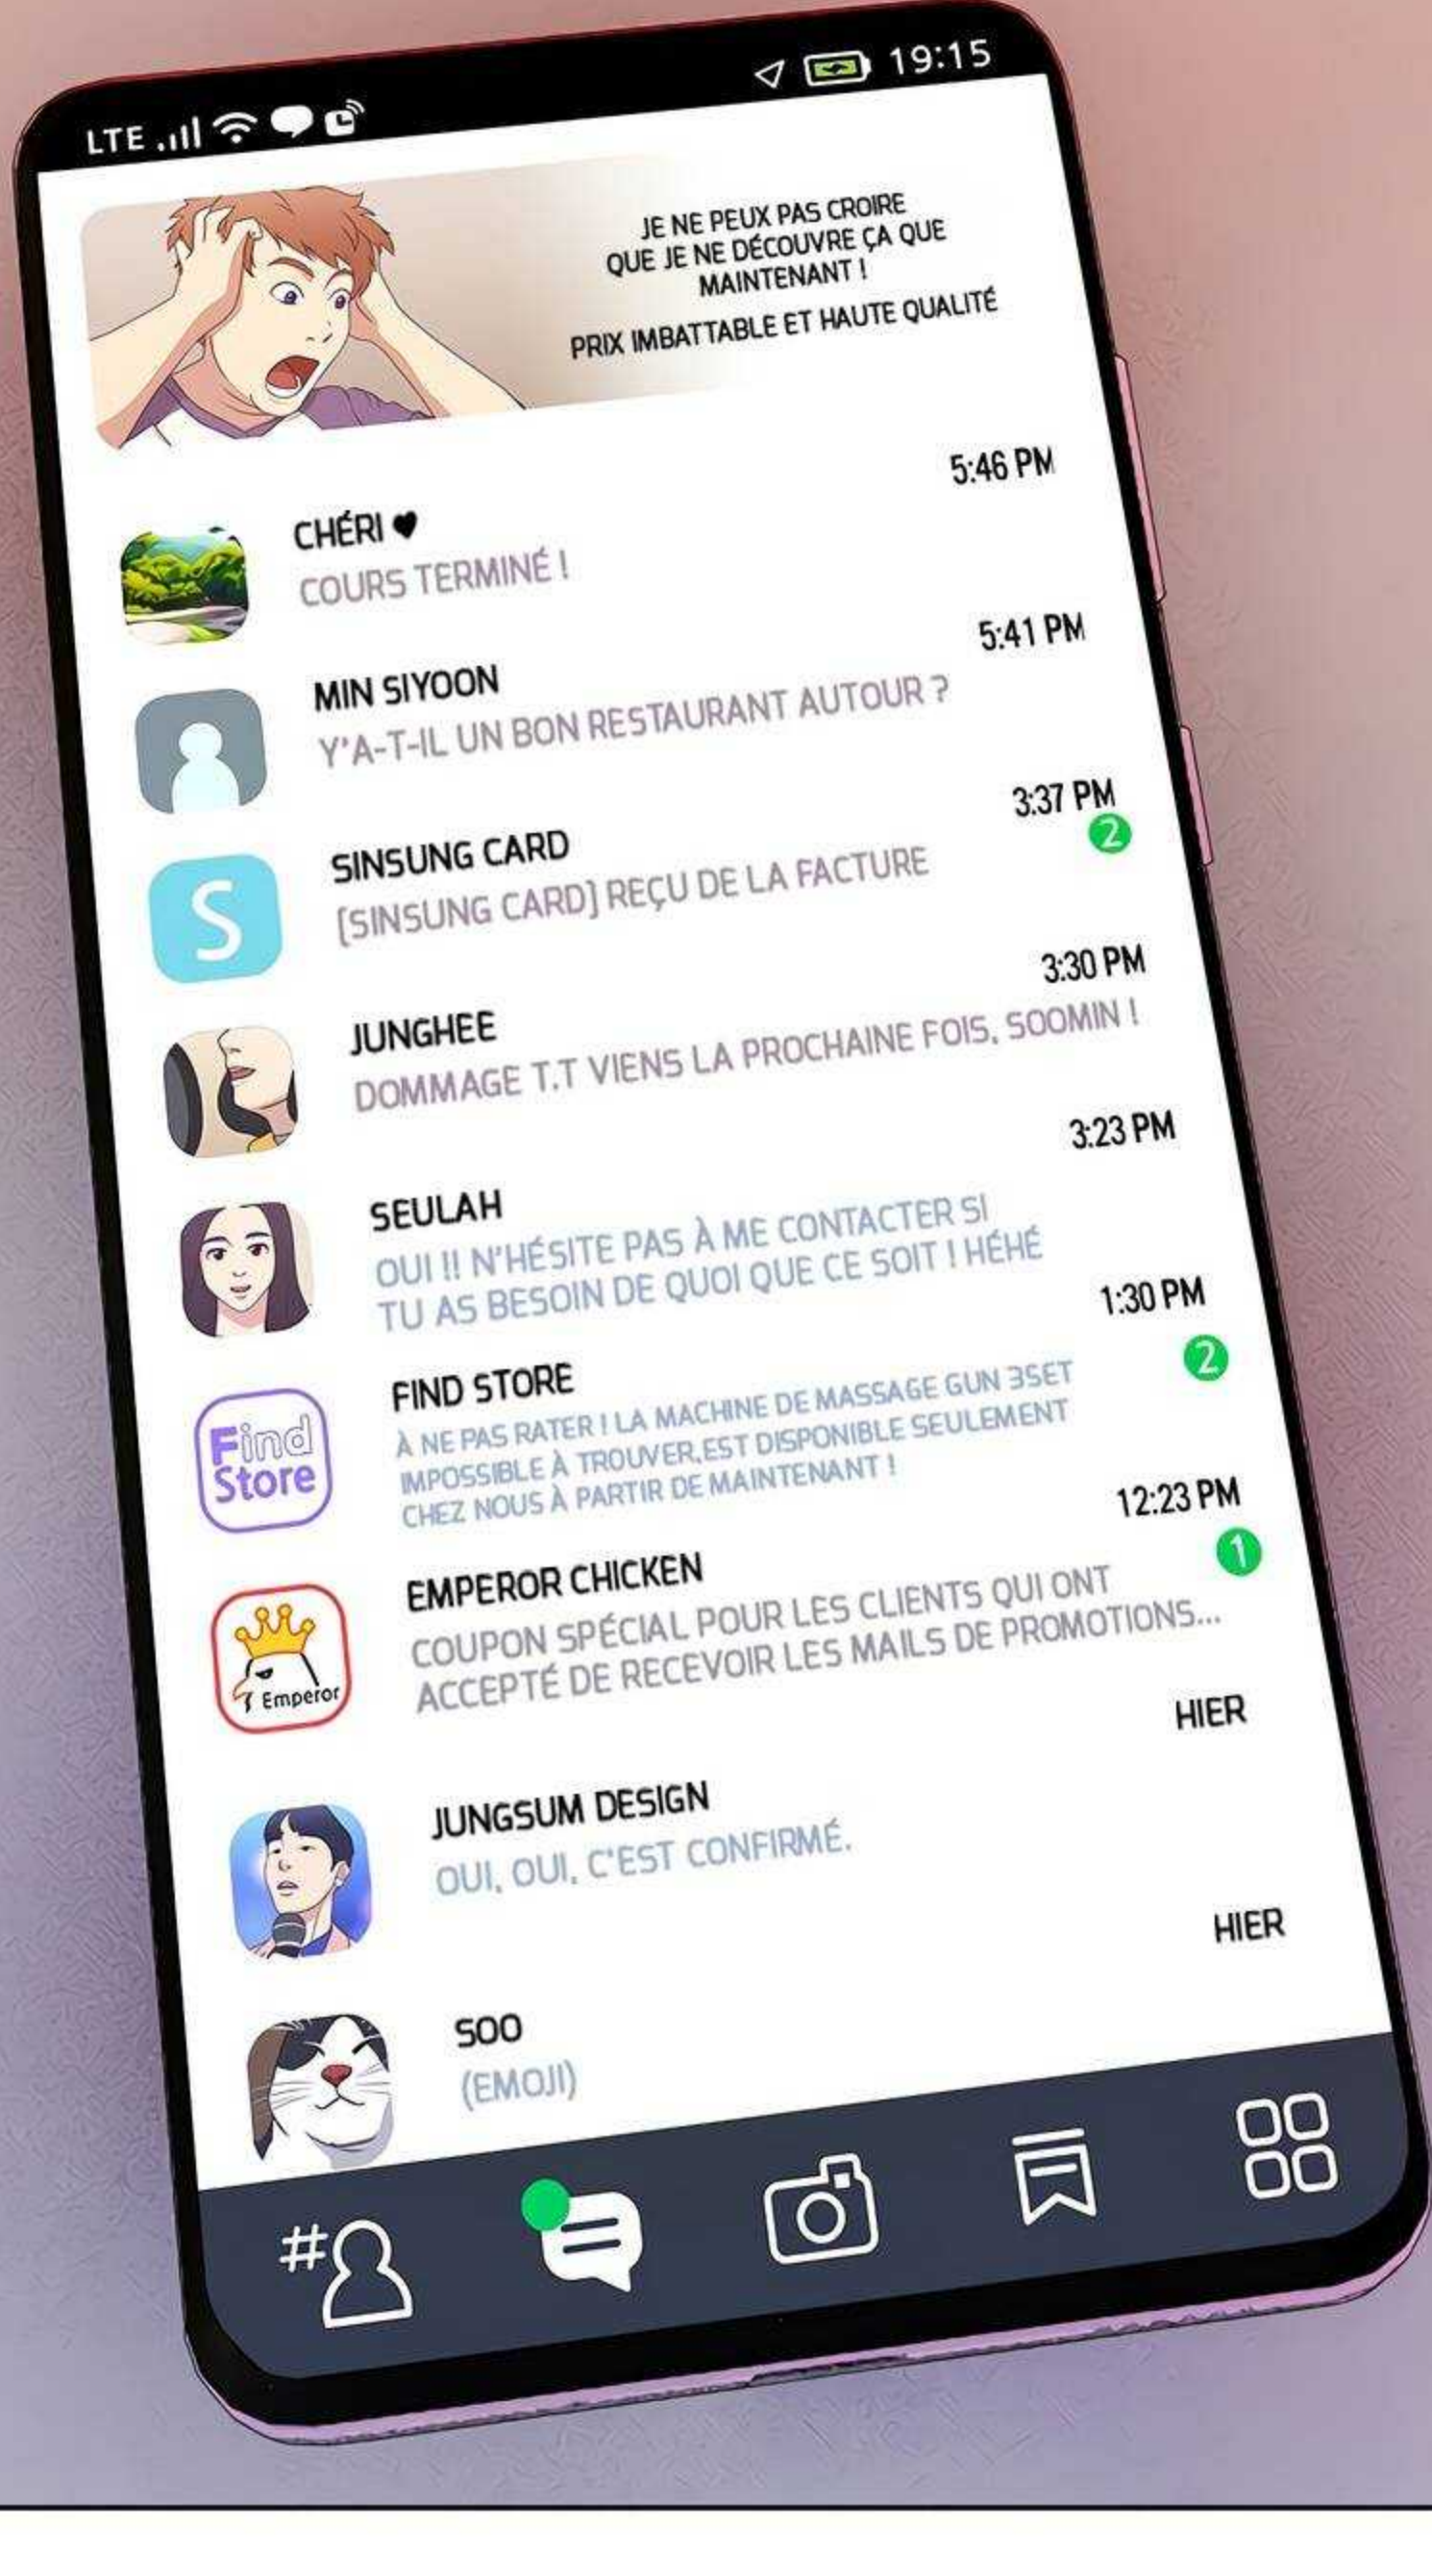 LTE 19:15
JE NE PEUX PAS CROIRE
QUE JE NE DÉCOUVRE ÇA QUE
MAINTENANT !
PRIX IMBATTABLE ET HAUTE QUALITÉ
5:46 PM
CHÉRI ♥
COURS TERMINÉ !
5:41 PM
MIN SIYOON
Y'A-T-IL UN BON RESTAURANT AUTOUR ?
3:37 PM
2
S
SINSUNG CARD
[SINSUNG CARD] REÇU DE LA FACTURE
3:30 PM
JUNGHEE
DOMMAGE T.T VIENS LA PROCHAINE FOIS, SOOMIN !
3:23 PM
SEULAH
OUI !! N'HÉSITE PAS À ME CONTACTER SI
TU AS BESOIN DE QUOI QUE CE SOIT ! HÉHÉ
1:30 PM
2
Find
Store
FIND STORE
À NE PAS RATER ! LA MACHINE DE MASSAGE GUN 3SET
IMPOSSIBLE À TROUVER,EST DISPONIBLE SEULEMENT
CHEZ NOUS À PARTIR DE MAINTENANT !
12:23 PM
1
Emperor
EMPEROR CHICKEN
COUPON SPÉCIAL POUR LES CLIENTS QUI ONT
ACCEPTÉ DE RECEVOIR LES MAILS DE PROMOTIONS...
HIER
JUNGSUM DESIGN
OUI, OUI, C'EST CONFIRMÉ.
HIER
SOO
(EMOJI)
#